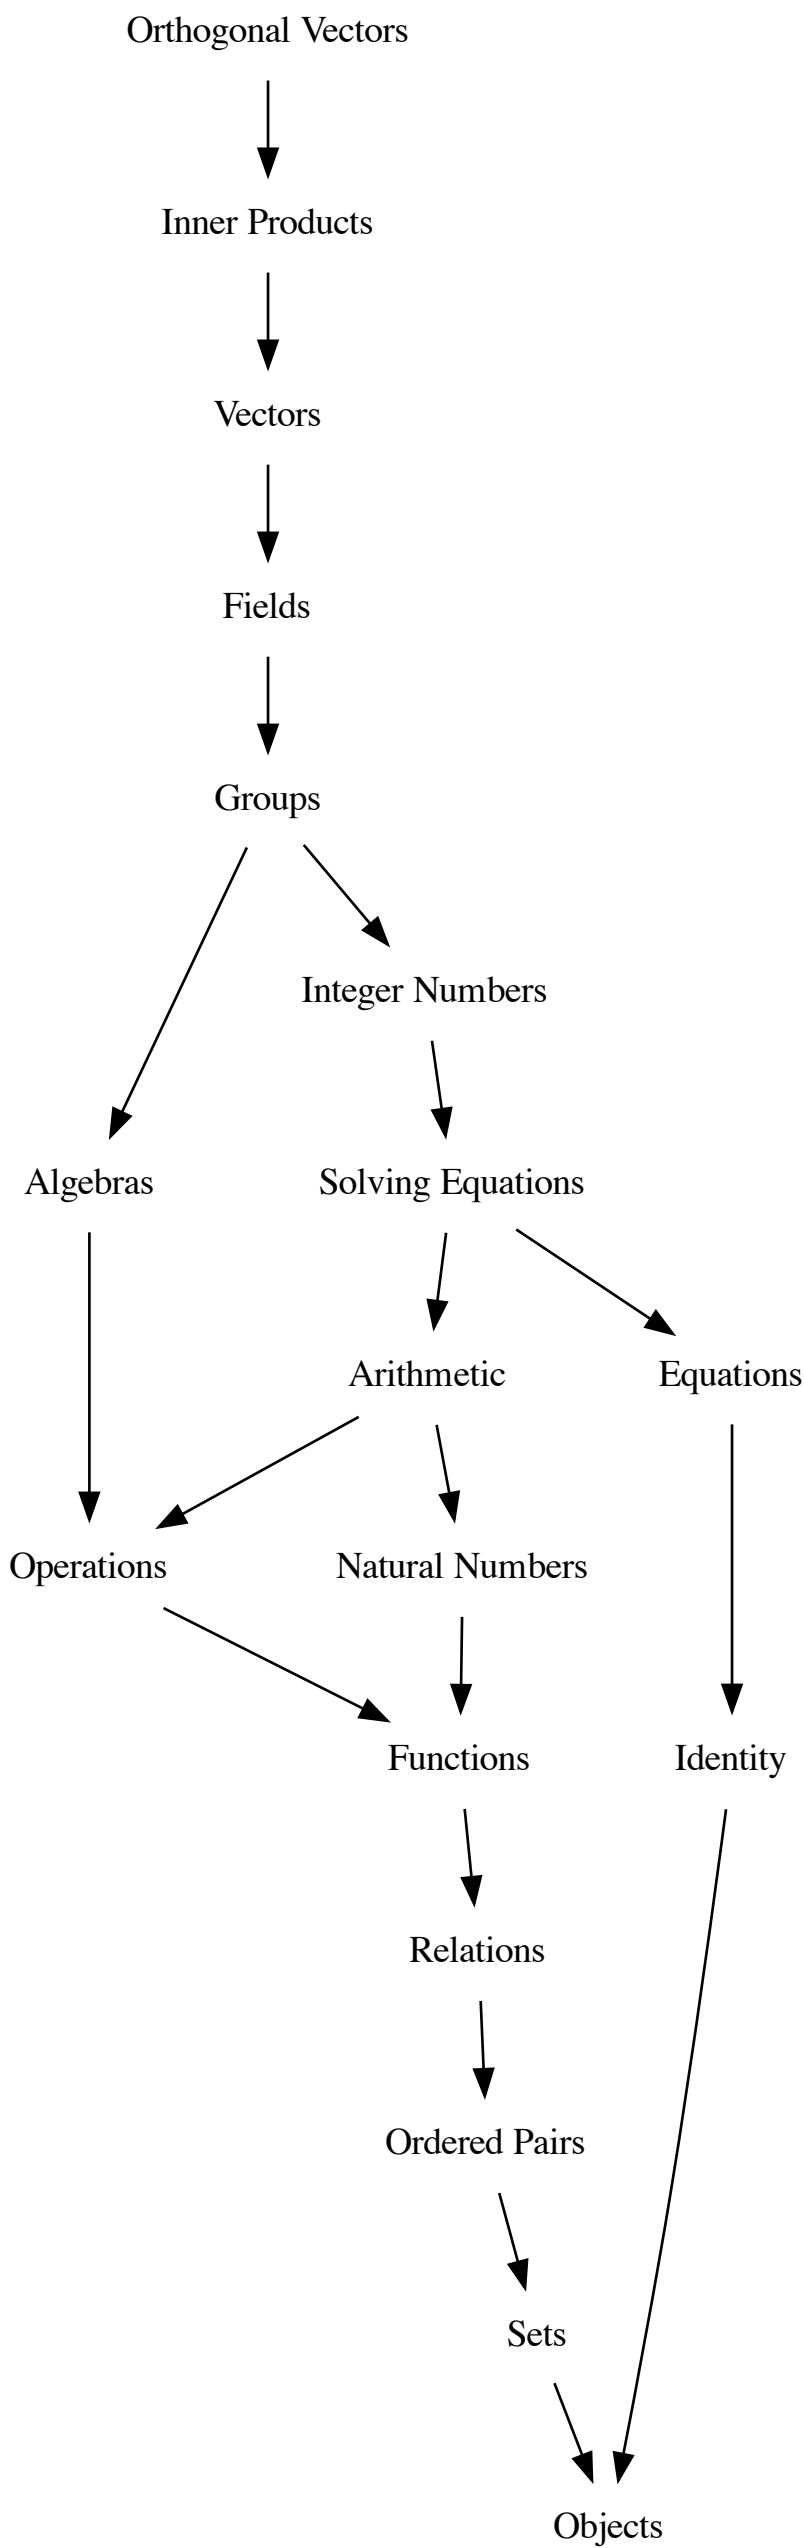 Orthogonal Vectors
Inner Products
Vectors
Fields
Groups
Integer Numbers
Algebras
Solving Equations
Arithmetic
Equations
Operations
Natural Numbers
Functions
Identity
Relations
Ordered Pairs
Sets
Objects